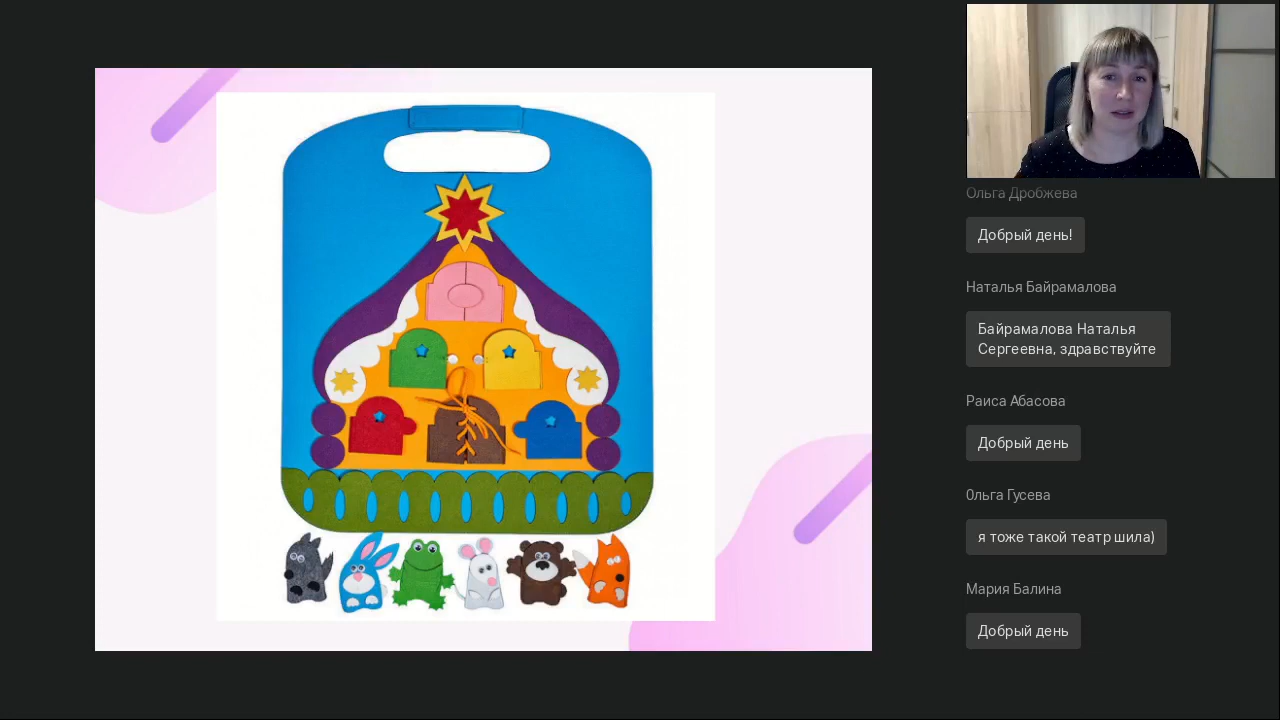 Ольга Дробжева
Добрый день!
Наталья Байрамалова
Байрамалова Наталья
Сергеевна, здравствуйте
Раиса Абасова
Добрый день
0льга Гусева
я тоже такой театр шила)
Мария Балина
Добрый день